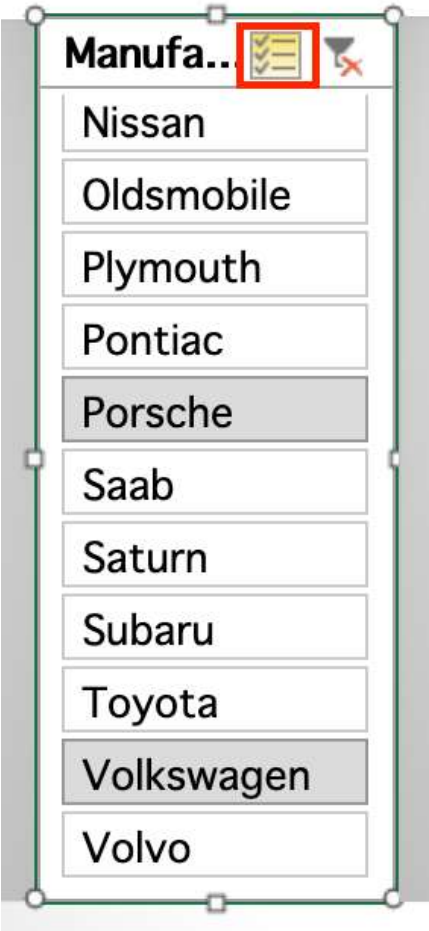 Manufa...
Nissan
Oldsmobile
Plymouth
Pontiac
Porsche
Saab
Saturn
Subaru
Toyota
Volkswagen
Volvo